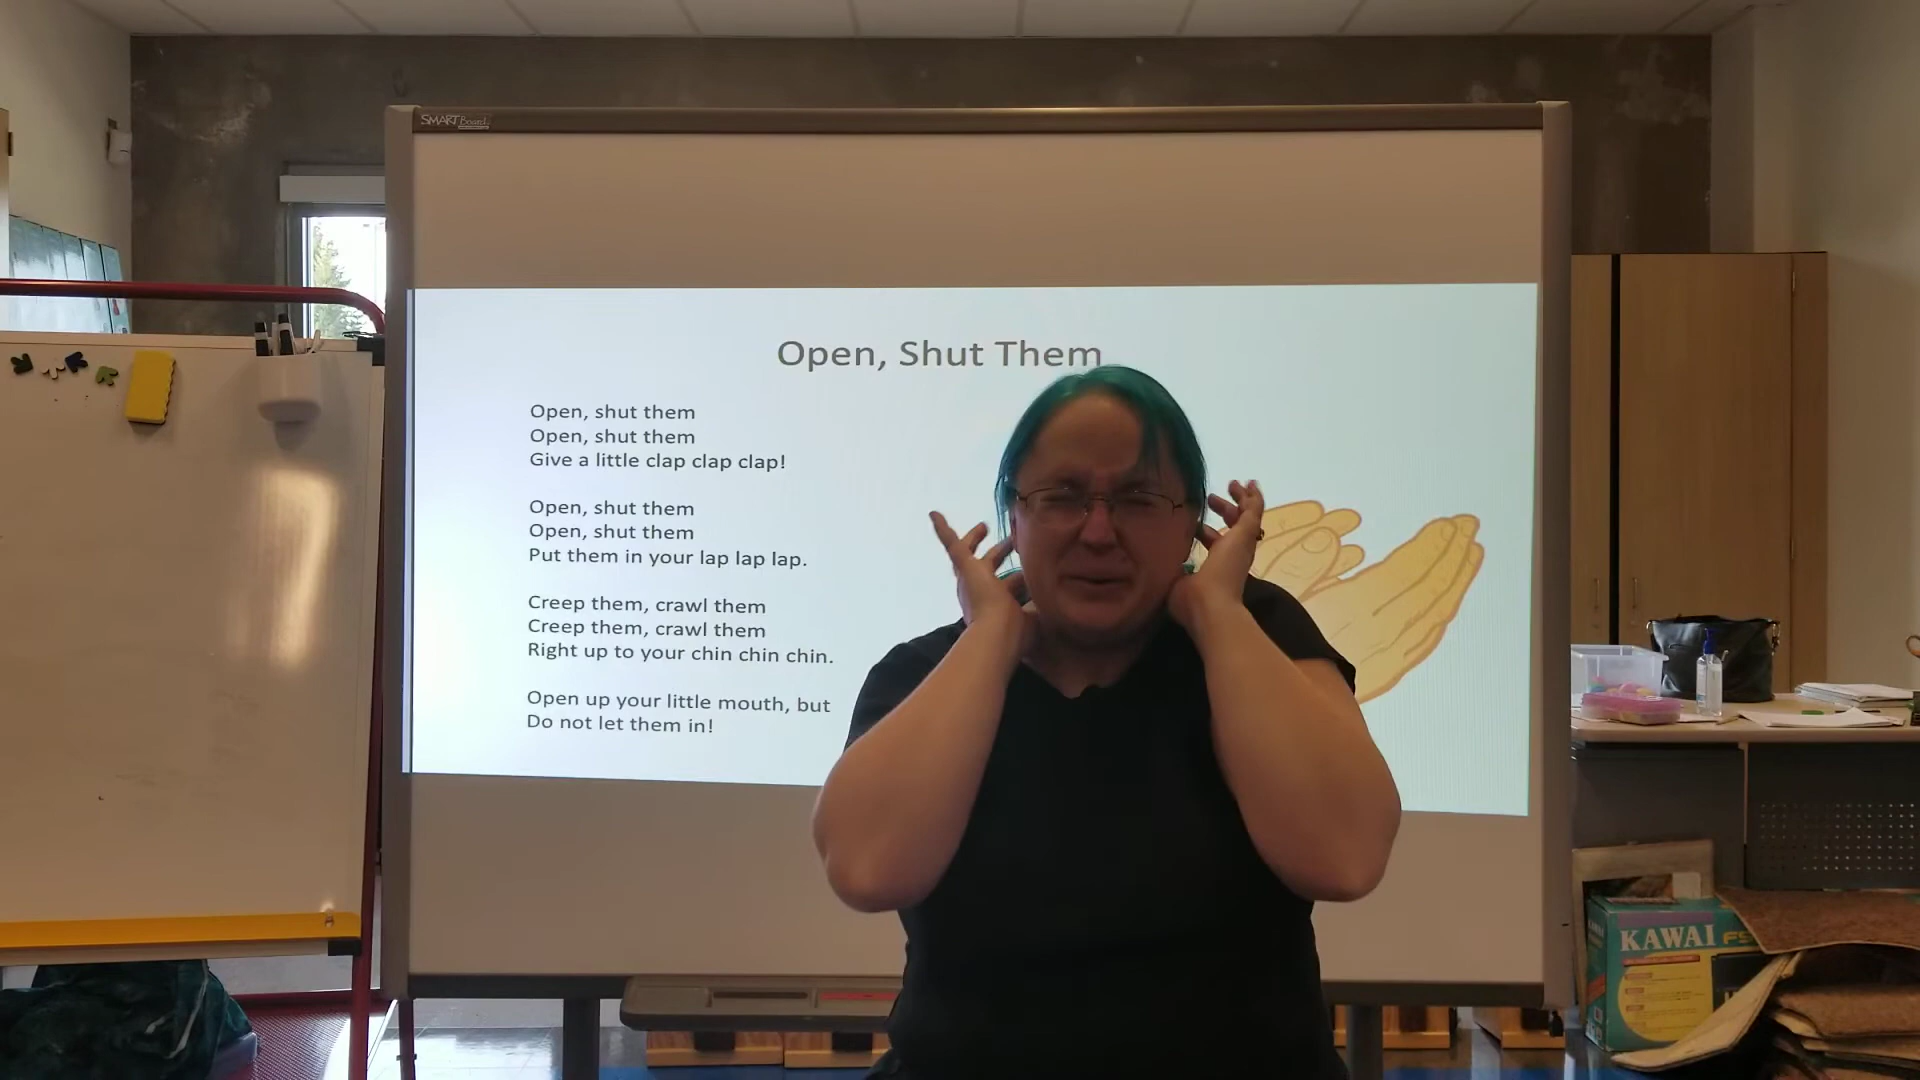 SMART Board
Open, Shut Them
Open, shut them
Open, shut them
Give a little clap clap clap!
Open, shut them
Open, shut them
Put them in your lap lap lap.
Creep them, crawl them
Creep them, crawl them
Right up to your chin chin chin.
Open up your little mouth, but
Do not let them in!
KAWAI